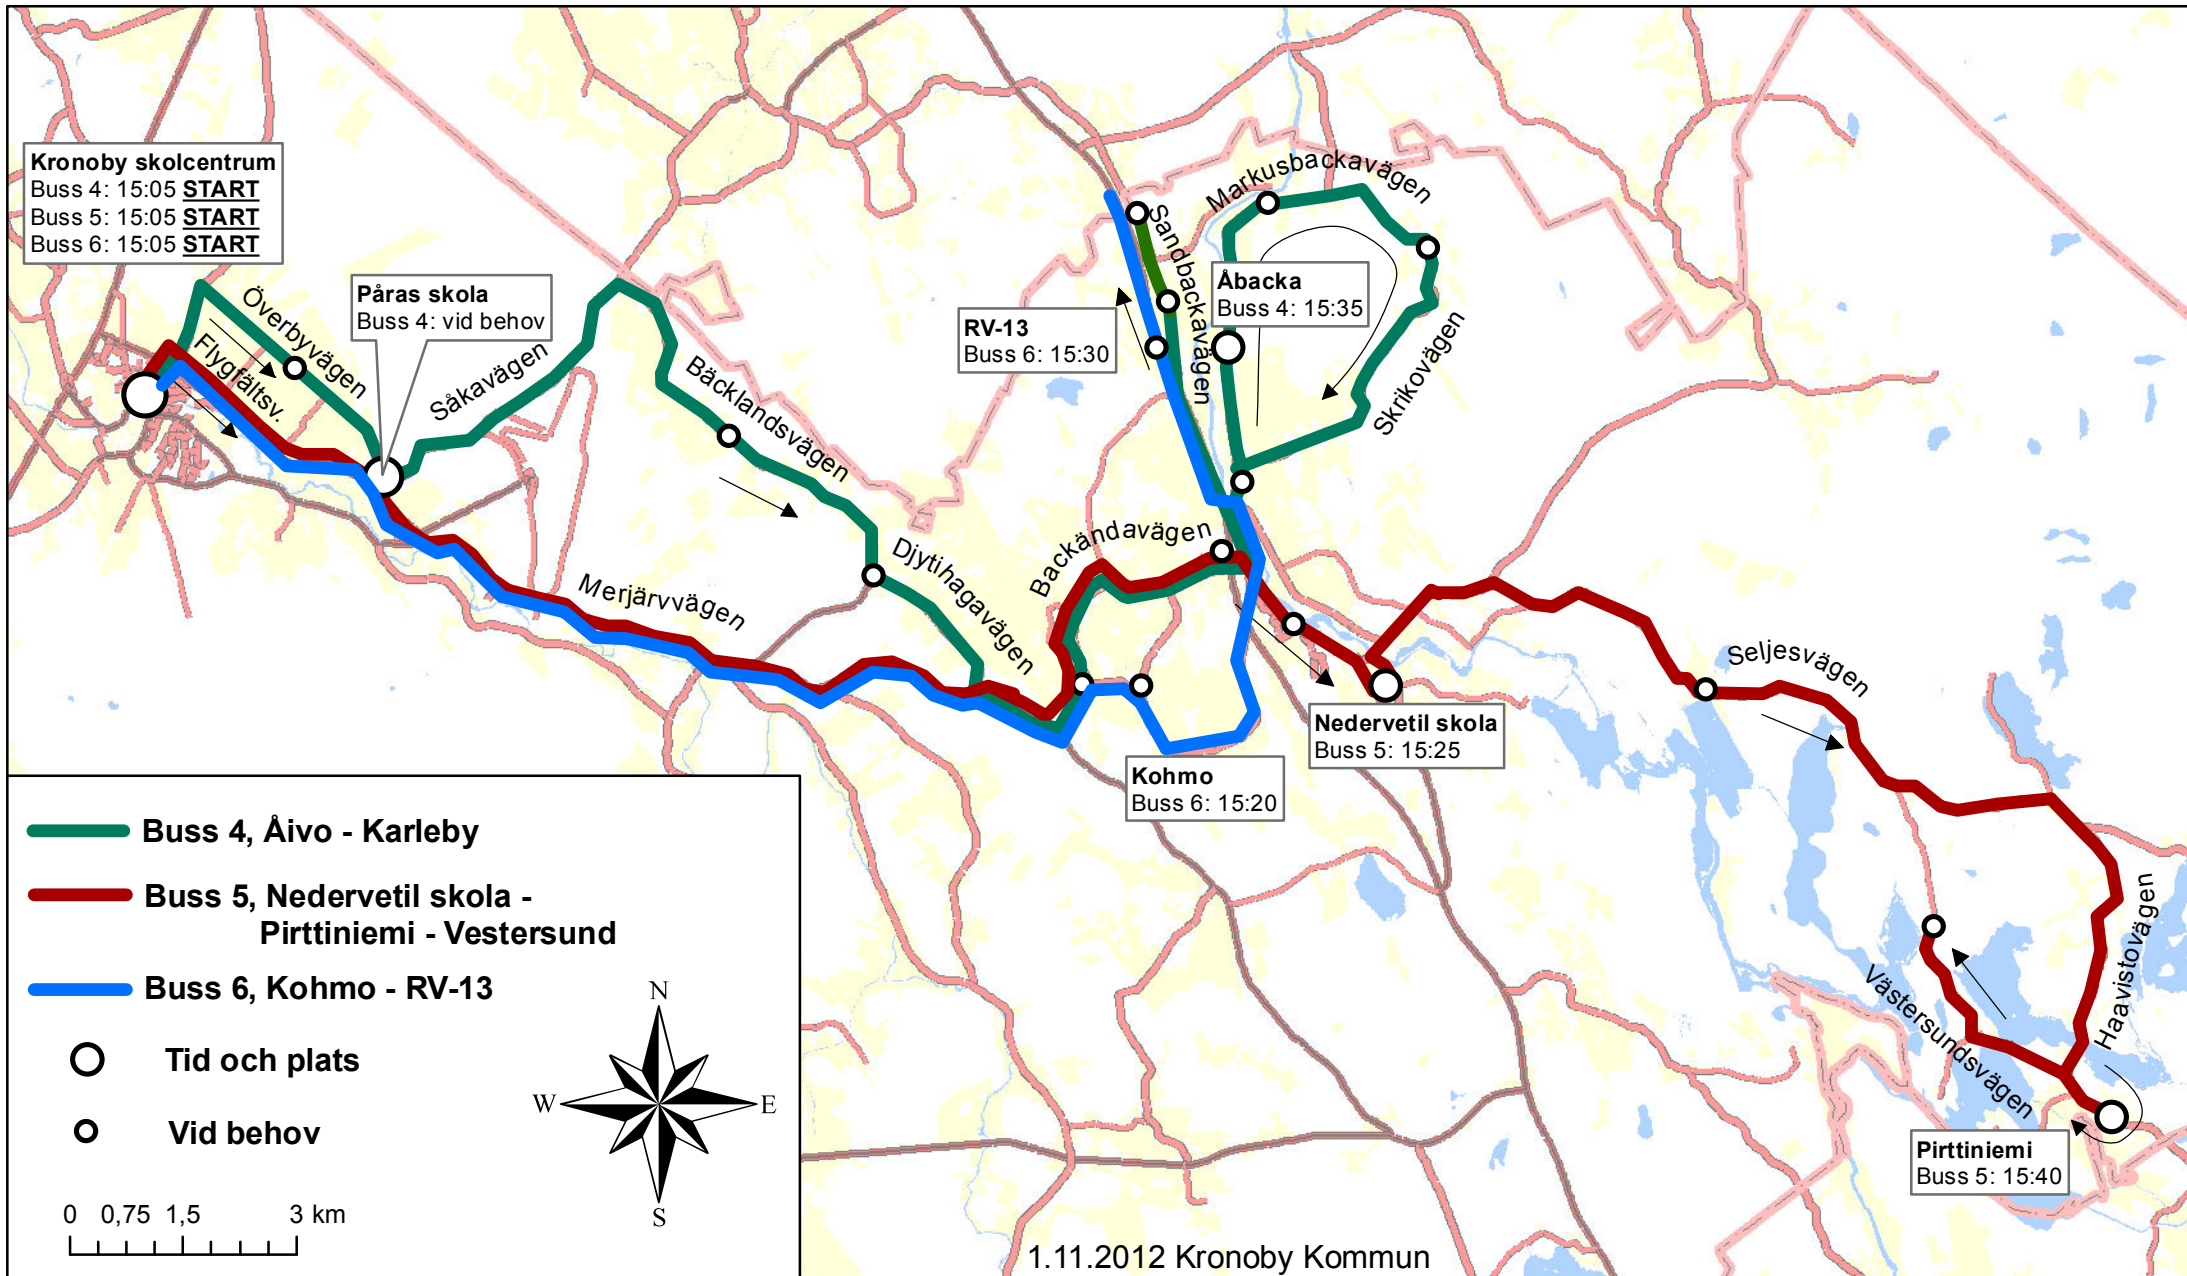 Kronoby skolcentrum
Buss 4: 15:05 START
Buss 5: 15:05 START
Buss 6: 15:05 START
Påras skola
Buss 4: vid behov
Överbyvägen
Flygfältsv.
Såkavägen
Bäcklandsvägen
Djytihagavägen
Merjärvvägen
Backändavägen
Sandbackavägen
Markusbackavägen
Skrikovägen
Åbacka
Buss 4: 15:35
RV-13
Buss 6: 15:30
Seljesvägen
Nedervetil skola
Buss 5: 15:25
Kohmo
Buss 6: 15:20
Haavistovägen
Västersundsvägen
Pirttiniemi
Buss 5: 15:40
Buss 4, Åivo - Karleby
Buss 5, Nedervetil skola -
Pirttiniemi - Vestersund
Buss 6, Kohmo - RV-13
Tid och plats
Vid behov
N
W E
S
0 0,75 1,5 3 km
1.11.2012 Kronoby Kommun